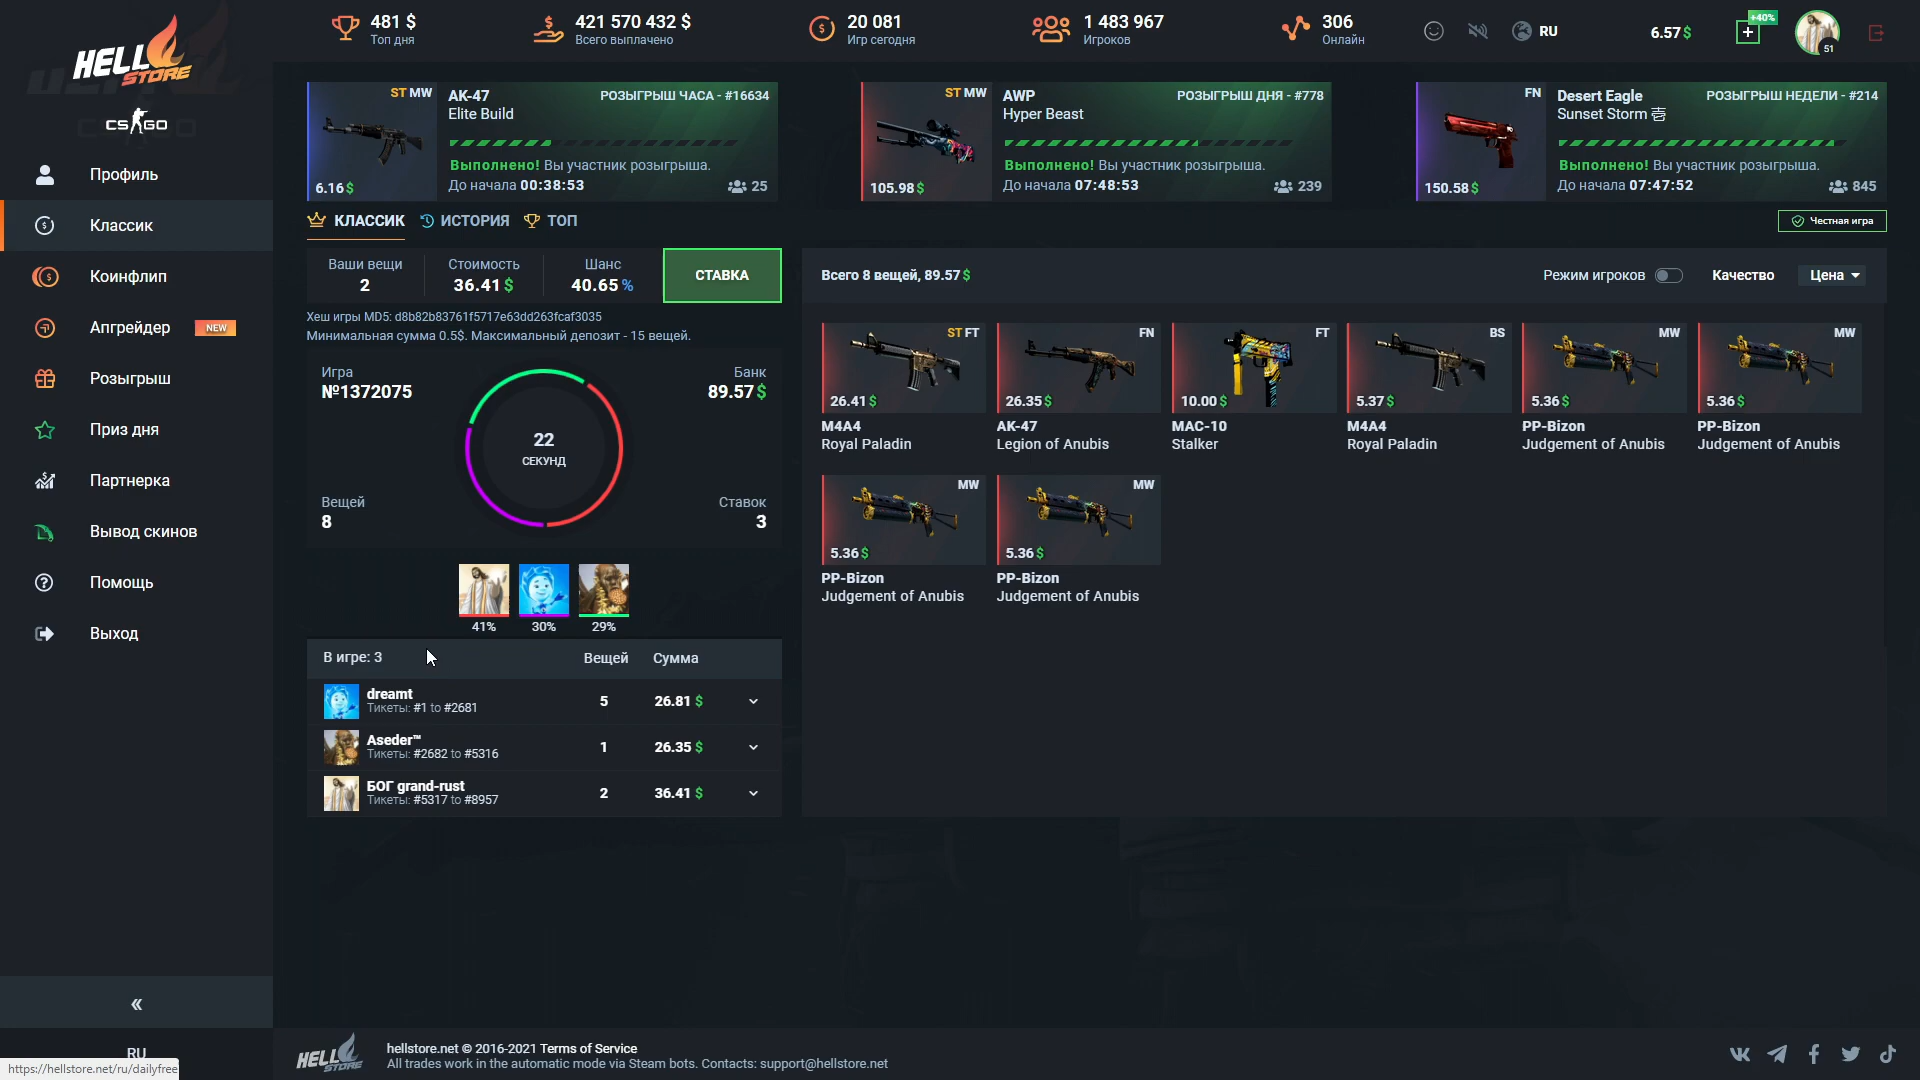 HELL STORE
CS:GO
Профиль
Классик
Коинфлип
Апгрейдер NEW
Розыгрыш
Приз дня
Партнерка
Вывод скинов
Помощь
Выход
«
RU
https://hellstore.net/ru/dailyfree
481 $
Топ дня
421 570 432 $
Всего выплачено
20 081
Игр сегодня
1 483 967
Игроков
306
Онлайн
RU
6.57$
+40%
51
ST MW
AK-47
Elite Build
РОЗЫГРЫШ ЧАСА - #16634
Выполнено! Вы участник розыгрыша.
До начала 00:38:53
25
6.16$
ST MW
AWP
Hyper Beast
РОЗЫГРЫШ ДНЯ - #778
Выполнено! Вы участник розыгрыша.
До начала 07:48:53
239
105.98$
FN
Desert Eagle
Sunset Storm 壱
РОЗЫГРЫШ НЕДЕЛИ - #214
Выполнено! Вы участник розыгрыша.
До начала 07:47:52
845
150.58$
КЛАССИК ИСТОРИЯ ТОП
Честная игра
Ваши вещи
2
Стоимость
36.41 $
Шанс
40.65 %
СТАВКА
Хеш игры MD5: d8b82b83761f5717e63dd263fcaf3035
Минимальная сумма 0.5$. Максимальный депозит - 15 вещей.
Игра
№1372075
Банк
89.57$
22
СЕКУНД
Вещей
8
Ставок
3
41% 30% 29%
В игре: 3 Вещей Сумма
dreamt
Тикеты: #1 to #2681
5 26.81 $
Aseder™
Тикеты: #2682 to #5316
1 26.35 $
БОГ grand-rust
Тикеты: #5317 to #8957
2 36.41 $
Всего 8 вещей, 89.57$
Режим игроков
Качество
Цена
ST FT
26.41$
M4A4
Royal Paladin
FN
26.35$
AK-47
Legion of Anubis
FT
10.00$
MAC-10
Stalker
BS
5.37$
M4A4
Royal Paladin
MW
5.36$
PP-Bizon
Judgement of Anubis
MW
5.36$
PP-Bizon
Judgement of Anubis
MW
5.36$
PP-Bizon
Judgement of Anubis
MW
5.36$
PP-Bizon
Judgement of Anubis
HELL STORE
hellstore.net © 2016-2021 Terms of Service
All trades work in the automatic mode via Steam bots. Contacts: support@hellstore.net